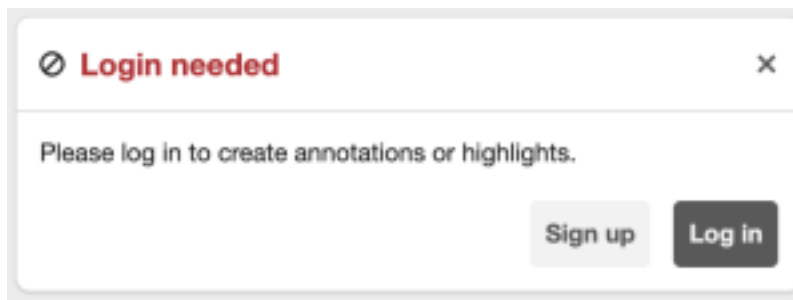 Login needed
Please log in to create annotations or highlights.
Sign up Log in